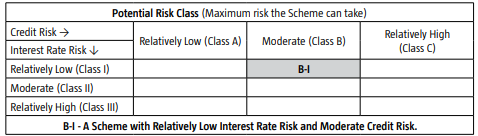 Potential Risk Class (Maximum risk the Scheme can take)
Credit Risk →
Interest Rate Risk ↓
Relatively Low (Class A)
Moderate (Class B)
Relatively High
(Class C)
Relatively Low (Class I)
B-I
Moderate (Class II)
Relatively High (Class III)
B-I - A Scheme with Relatively Low Interest Rate Risk and Moderate Credit Risk.